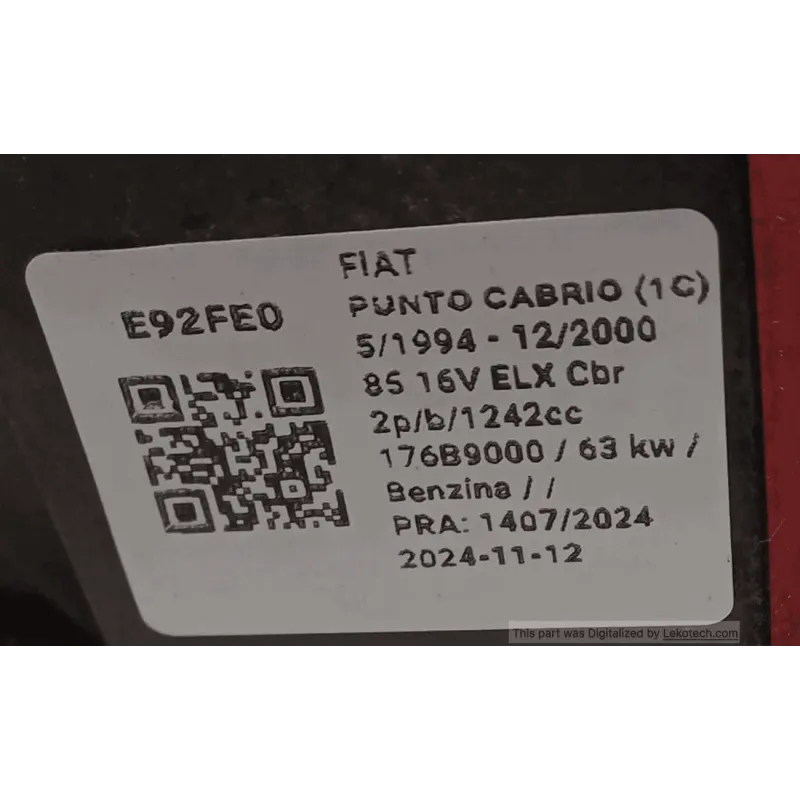 E92FE0
FIAT
PUNTO CABRIO (1C)
5/1994 - 12/2000
85 16V ELX Cbr
2p/b/1242cc
176B9000 / 63 kw /
Benzina / /
PRA: 1407/2024
2024-11-12
This part was Digitalized by Lekotech.com